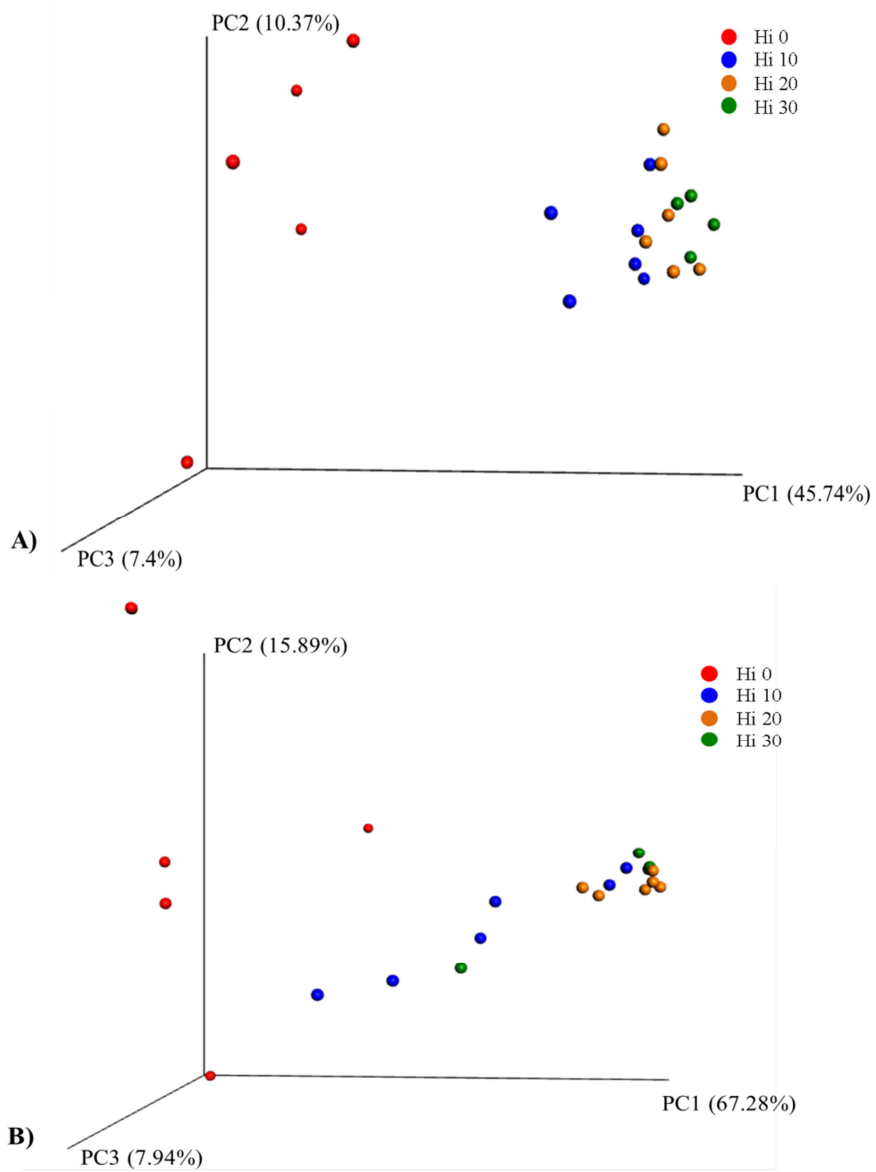 PC2 (10.37%)
Hi 0
Hi 10
Hi 20
Hi 30
PC1 (45.74%)
A)
PC3 (7.4%)
PC2 (15.89%)
Hi 0
Hi 10
Hi 20
Hi 30
PC1 (67.28%)
B)
PC3 (7.94%)